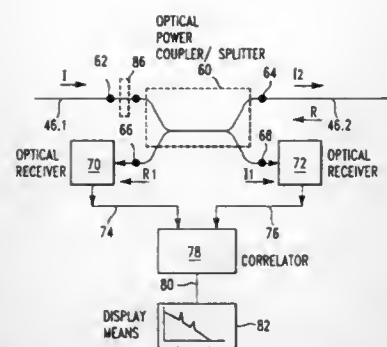 OPTICAL
POWER
COUPLER/ SPLITTER
60
I
62
86
64
I2
46.1
R
46.2
66
68
OPTICAL
RECEIVER
70
R1
I1
72
OPTICAL
RECEIVER
74
76
78
CORRELATOR
80
DISPLAY
MEANS
82